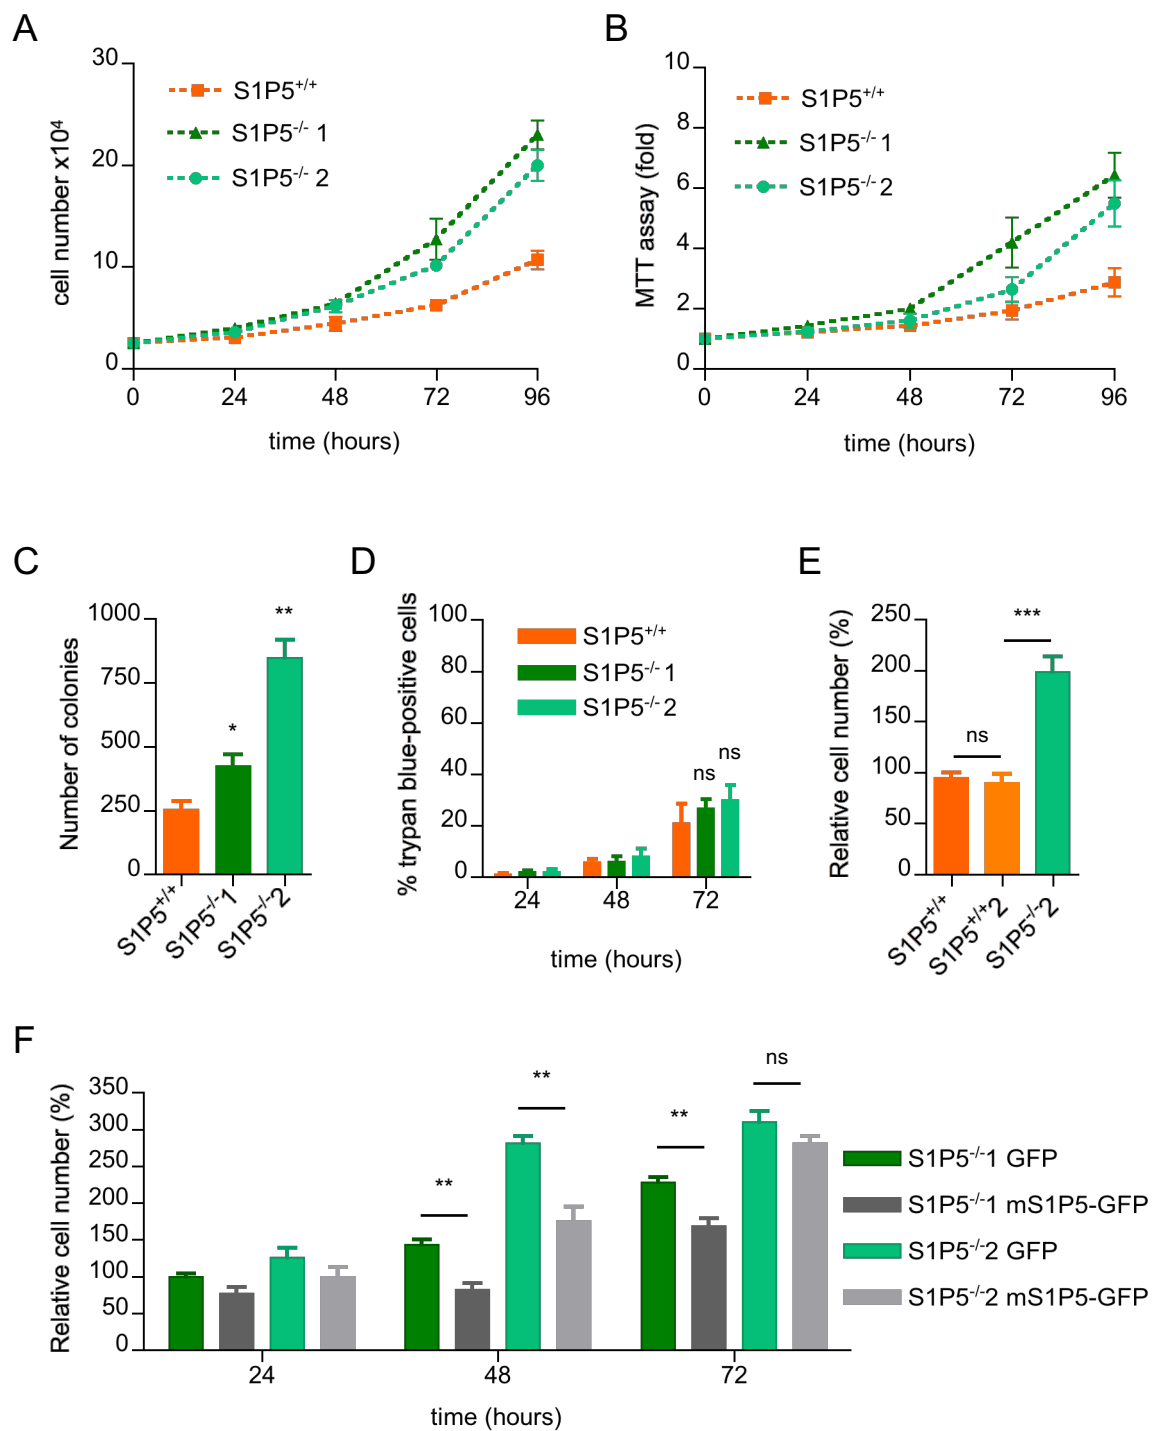 A
30
20
10
0
cell number x10⁴
S1P5⁺/⁺
S1P5⁻/⁻ 1
S1P5⁻/⁻ 2
0 24 48 72 96
time (hours)
B
10
8
6
4
2
0
MTT assay (fold)
S1P5⁺/⁺
S1P5⁻/⁻ 1
S1P5⁻/⁻ 2
0 24 48 72 96
time (hours)
C
1000
750
500
250
0
Number of colonies
*
**
S1P5⁺/⁺
S1P5⁻/⁻1
S1P5⁻/⁻2
D
100
80
60
40
20
0
% trypan blue-positive cells
S1P5⁺/⁺
S1P5⁻/⁻ 1
S1P5⁻/⁻ 2
ns
ns
24 48 72
time (hours)
E
250
200
150
100
50
0
Relative cell number (%)
***
ns
S1P5⁺/⁺
S1P5⁺/⁺2
S1P5⁻/⁻2
F
350
300
250
200
150
100
50
0
Relative cell number (%)
**
**
**
ns
24 48 72
time (hours)
S1P5⁻/⁻1 GFP
S1P5⁻/⁻1 mS1P5-GFP
S1P5⁻/⁻2 GFP
S1P5⁻/⁻2 mS1P5-GFP